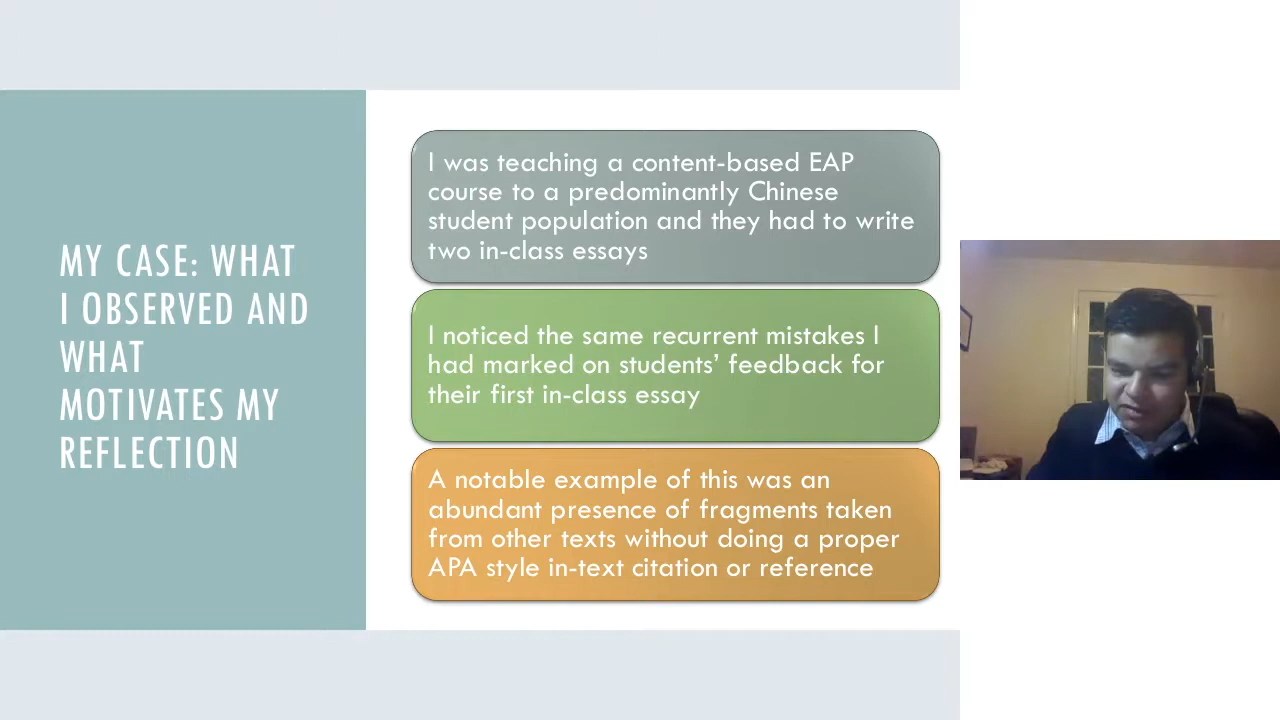 MY CASE: WHAT
I OBSERVED AND
WHAT
MOTIVATES MY
REFLECTION
I was teaching a content-based EAP
course to a predominantly Chinese
student population and they had to write
two in-class essays
I noticed the same recurrent mistakes I
had marked on students’ feedback for
their first in-class essay
A notable example of this was an
abundant presence of fragments taken
from other texts without doing a proper
APA style in-text citation or reference